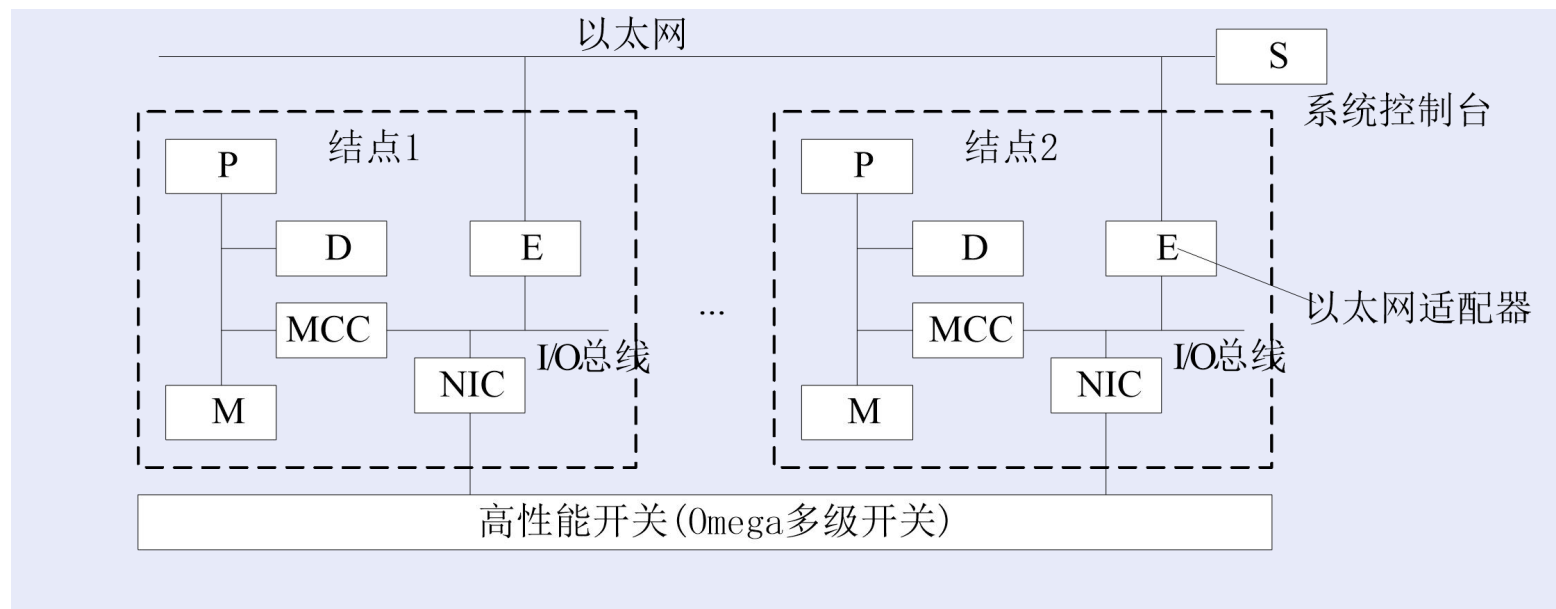 以太网
S
系统控制台
结点1
P
D
E
MCC
I/O总线
NIC
M
...
结点2
P
D
E
以太网适配器
MCC
I/O总线
NIC
M
高性能开关(Omega多级开关)